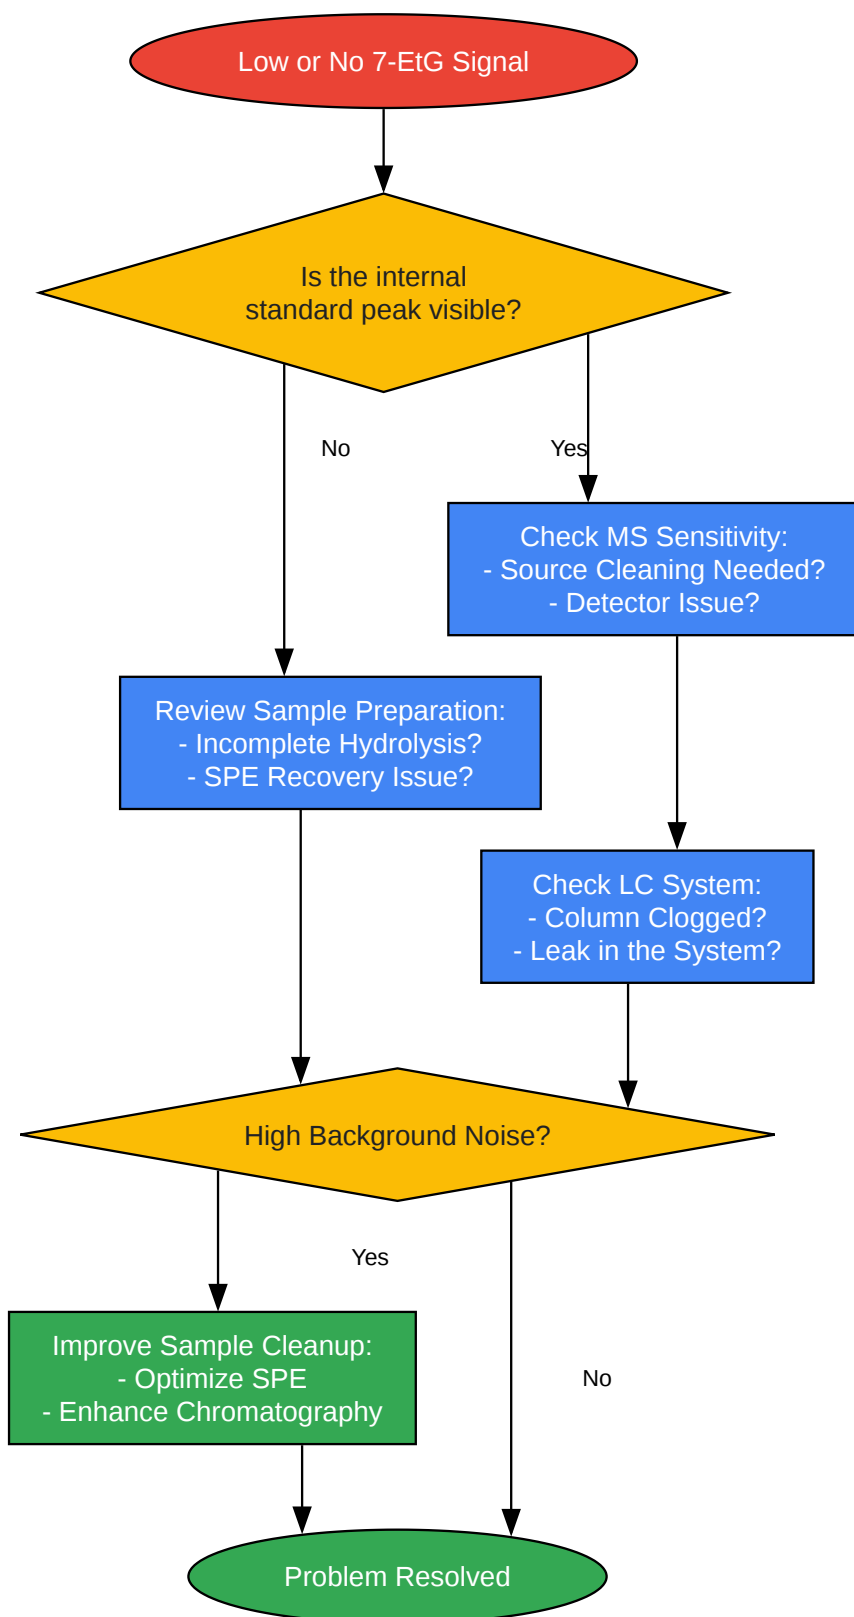 Low or No 7-EtG Signal
Is the internal
standard peak visible?
No
Yes
Check MS Sensitivity:
- Source Cleaning Needed?
- Detector Issue?
Review Sample Preparation:
- Incomplete Hydrolysis?
- SPE Recovery Issue?
Check LC System:
- Column Clogged?
- Leak in the System?
High Background Noise?
Yes
Improve Sample Cleanup:
- Optimize SPE
- Enhance Chromatography
No
Problem Resolved